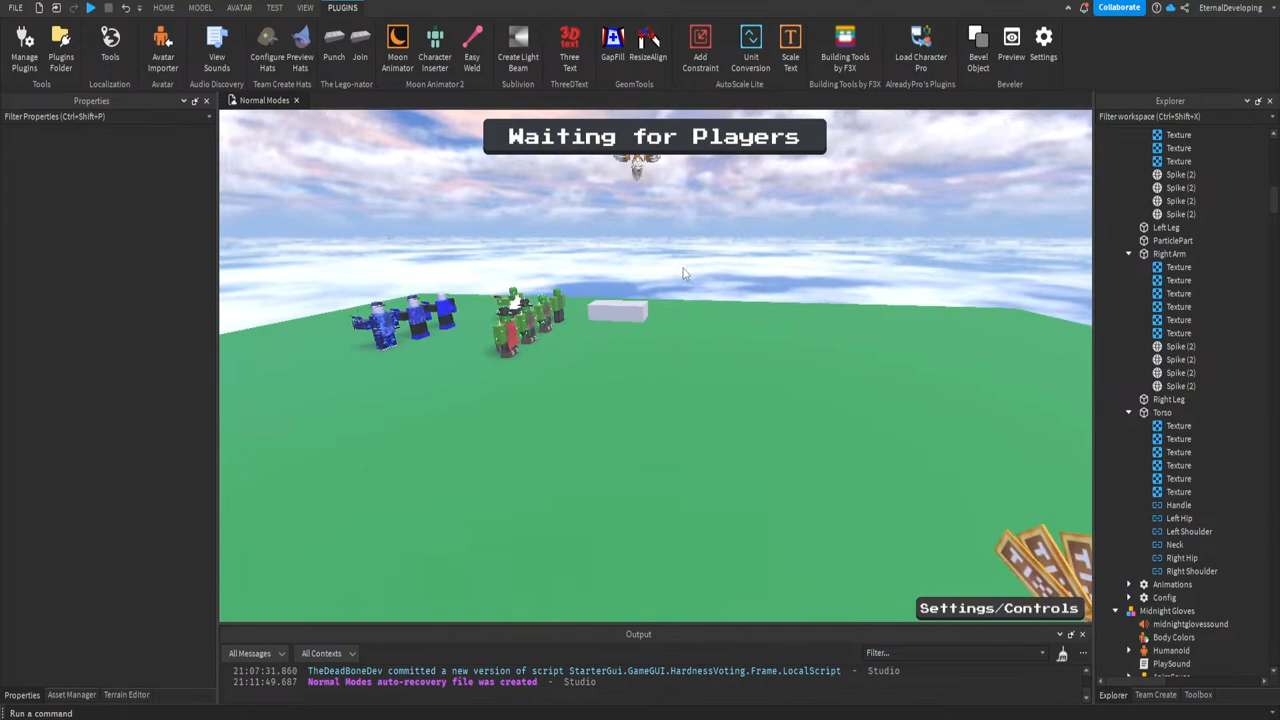 FILE HOME MODEL AVATAR TEST VIEW PLUGINS Collaborate EternalDeveloping
Manage Plugins
Plugins Folder
Tools
Avatar Importer
View Sounds
Configure Hats
Preview Hats
Punch
Join
Moon Animator
Character Inserter
Easy Weld
Create Light Beam
3D TEXT
Three Text
GapFill
ResizeAlign
Add Constraint
Unit Conversion
Scale Text
Building Tools by F3X
Load Character Pro
Bevel Object
Preview
Settings
Tools Localization Avatar Audio Discovery Team Create Hats The Lego-nator Moon Animator 2 Sublivion ThreeDText GeomTools AutoScale Lite Building Tools by F3X AlreadyPro's Plugins Beveler
Properties
Filter Properties (Ctrl+Shift+P)
Normal Modes
Explorer
Filter workspace (Ctrl+Shift+X)
Waiting for Players
Texture
Texture
Texture
Spike (2)
Spike (2)
Spike (2)
Spike (2)
Left Leg
ParticlePart
Right Arm
Texture
Texture
Texture
Texture
Texture
Texture
Spike (2)
Spike (2)
Spike (2)
Spike (2)
Right Leg
Torso
Texture
Texture
Texture
Texture
Texture
Texture
Handle
Left Hip
Left Shoulder
Neck
Right Hip
Right Shoulder
Animations
Config
Midnight Gloves
midnightglovessound
Body Colors
Humanoid
PlaySound
Settings/Controls
Output
All Messages All Contexts Filter...
21:07:31.860 TheDeadBoneDev committed a new version of script StarterGui.GameGUI.HardnessVoting.Frame.LocalScript - Studio
21:11:49.687 Normal Modes auto-recovery file was created - Studio
Properties Asset Manager Terrain Editor
Explorer Team Create Toolbox
Run a command